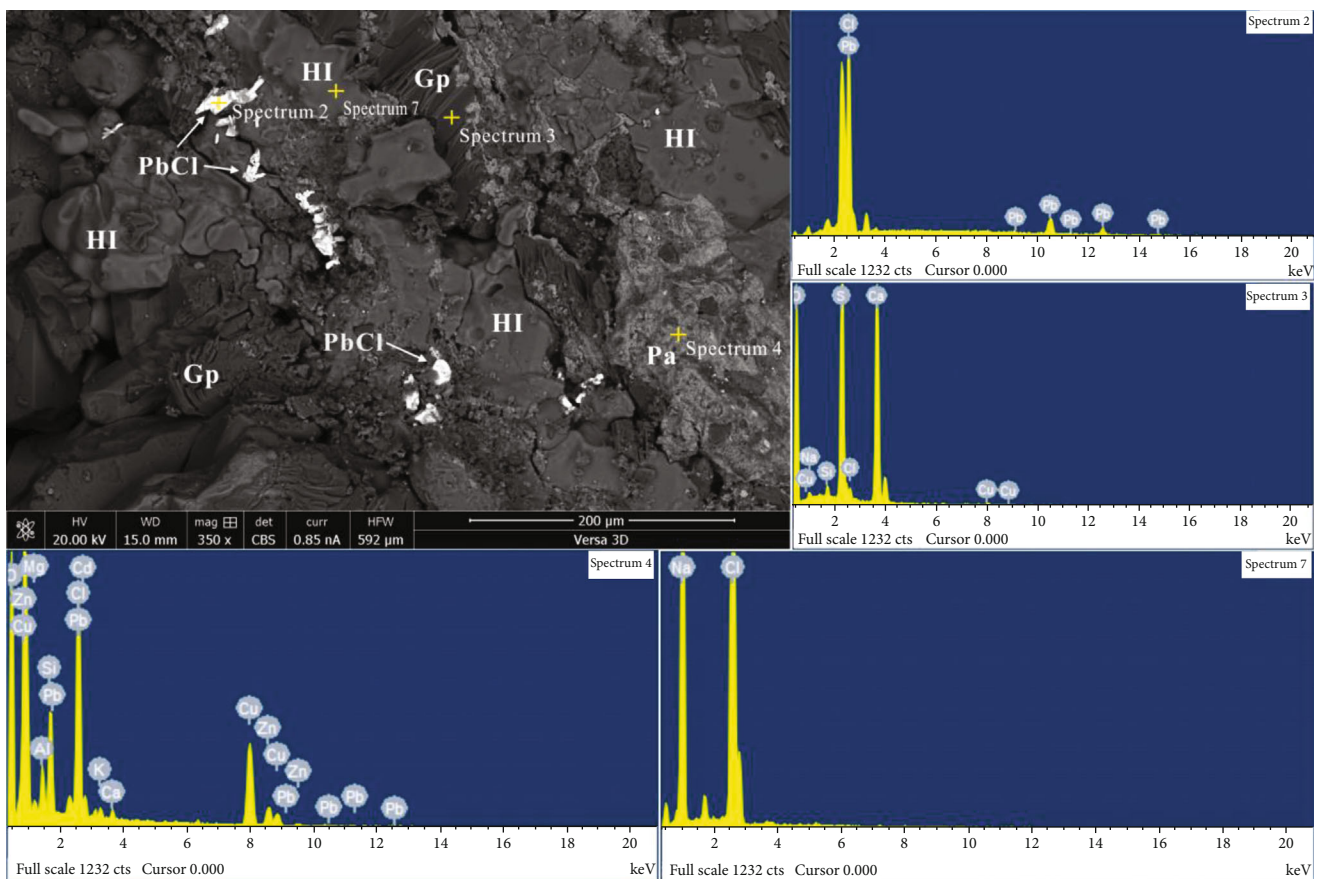 HI
Gp
Spectrum 2
Spectrum 7
Spectrum 3
HI
PbCl
HI
HI
PbCl
Pa
Spectrum 4
Gp
HV
WD
mag
det
curr
HFW
200 µm
20.00 kV
15.0 mm
350 x
CBS
0.85 nA
592 µm
Versa 3D
Spectrum 2
Cl
Pb
Pb
Pb
Pb
Pb
Pb
2 4 6 8 10 12 14 16 18 20
Full scale 1232 cts Cursor 0.000
keV
Spectrum 3
O
S
Ca
Na
Cl
Cu
Si
Cu
Cu
2 4 6 8 10 12 14 16 18 20
Full scale 1232 cts Cursor 0.000
keV
Spectrum 4
O
Mg
Cd
Zn
Cl
Cu
Pb
Si
Pb
Al
K
Ca
Cu
Zn
Cu
Zn
Pb
Pb
Pb
Pb
2 4 6 8 10 12 14 16 18 20
Full scale 1232 cts Cursor 0.000
keV
Spectrum 7
Na
Cl
2 4 6 8 10 12 14 16 18 20
Full scale 1232 cts Cursor 0.000
keV